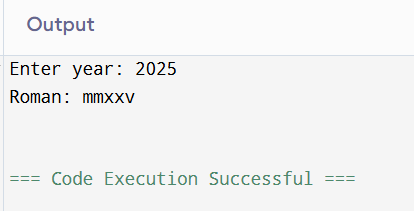 Output
Enter year: 2025
Roman: mmxxv
=== Code Execution Successful ===